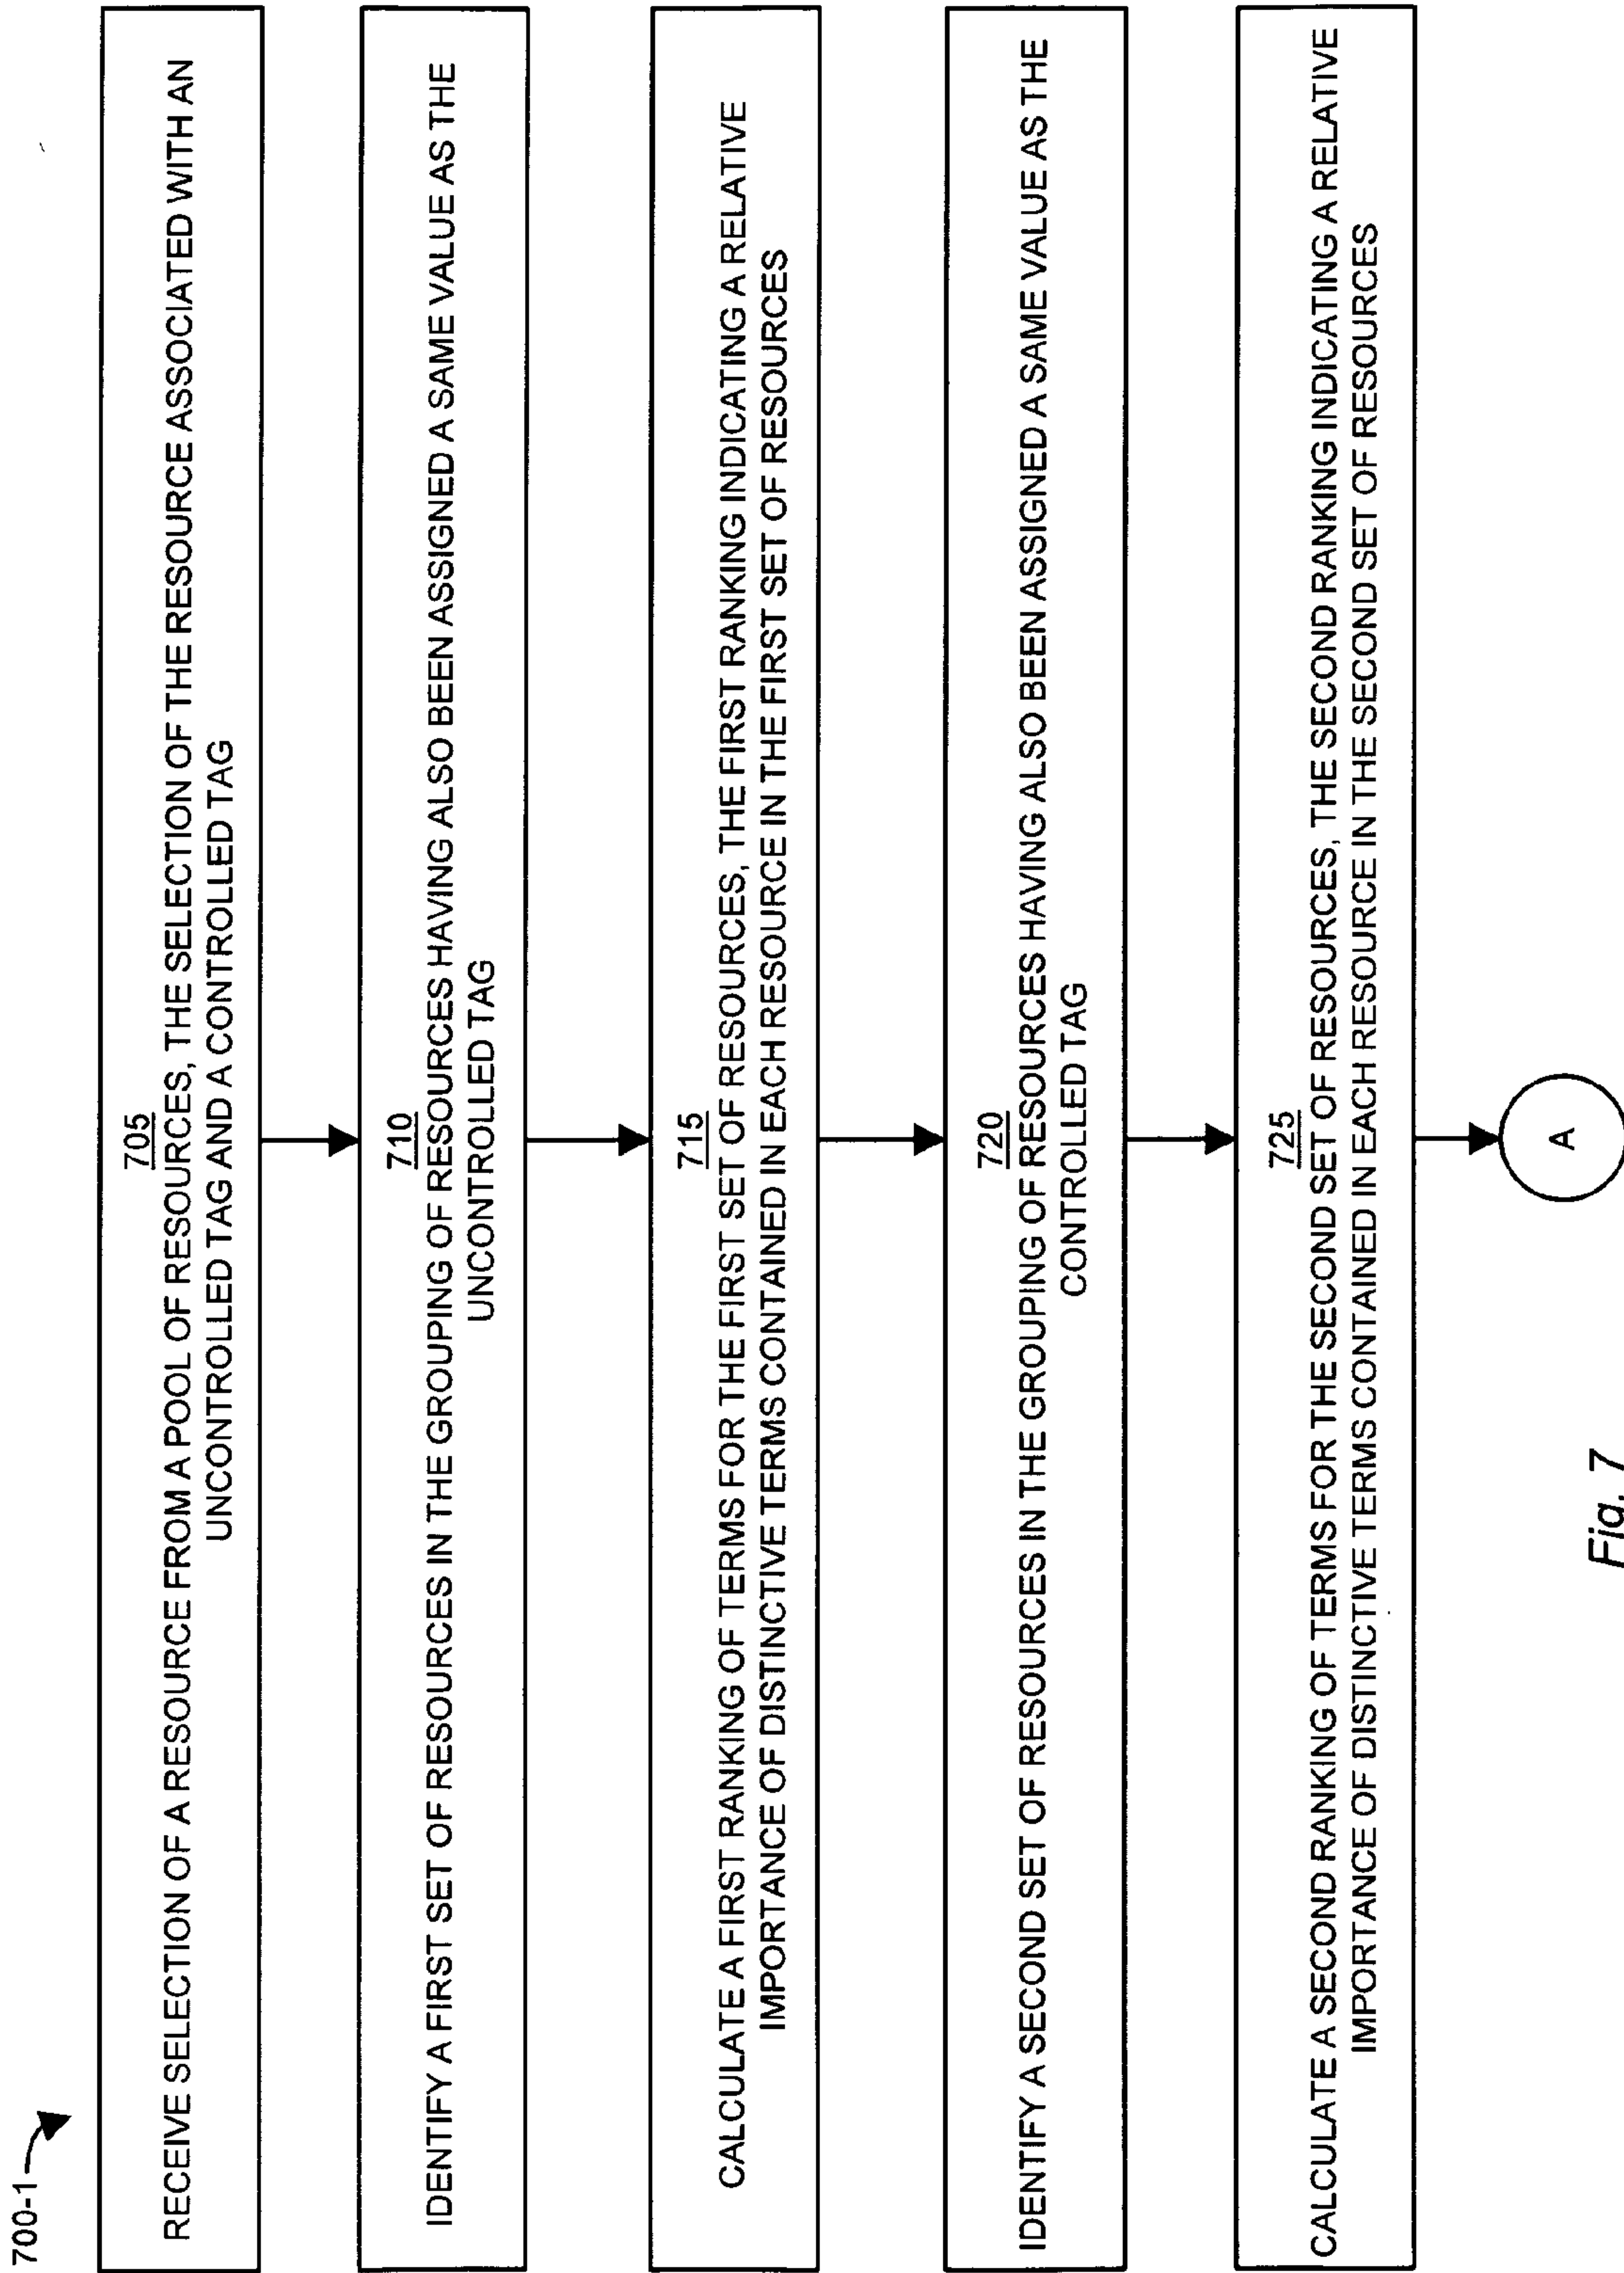 700-1
705
RECEIVE SELECTION OF A RESOURCE FROM A POOL OF RESOURCES, THE SELECTION OF THE RESOURCE ASSOCIATED WITH AN
UNCONTROLLED TAG AND A CONTROLLED TAG
710
IDENTIFY A FIRST SET OF RESOURCES IN THE GROUPING OF RESOURCES HAVING ALSO BEEN ASSIGNED A SAME VALUE AS THE
UNCONTROLLED TAG
715
CALCULATE A FIRST RANKING OF TERMS FOR THE FIRST SET OF RESOURCES, THE FIRST RANKING INDICATING A RELATIVE
IMPORTANCE OF DISTINCTIVE TERMS CONTAINED IN EACH RESOURCE IN THE FIRST SET OF RESOURCES
720
IDENTIFY A SECOND SET OF RESOURCES IN THE GROUPING OF RESOURCES HAVING ALSO BEEN ASSIGNED A SAME VALUE AS THE
CONTROLLED TAG
725
CALCULATE A SECOND RANKING OF TERMS FOR THE SECOND SET OF RESOURCES, THE SECOND RANKING INDICATING A RELATIVE
IMPORTANCE OF DISTINCTIVE TERMS CONTAINED IN EACH RESOURCE IN THE SECOND SET OF RESOURCES
A
Fig. 7